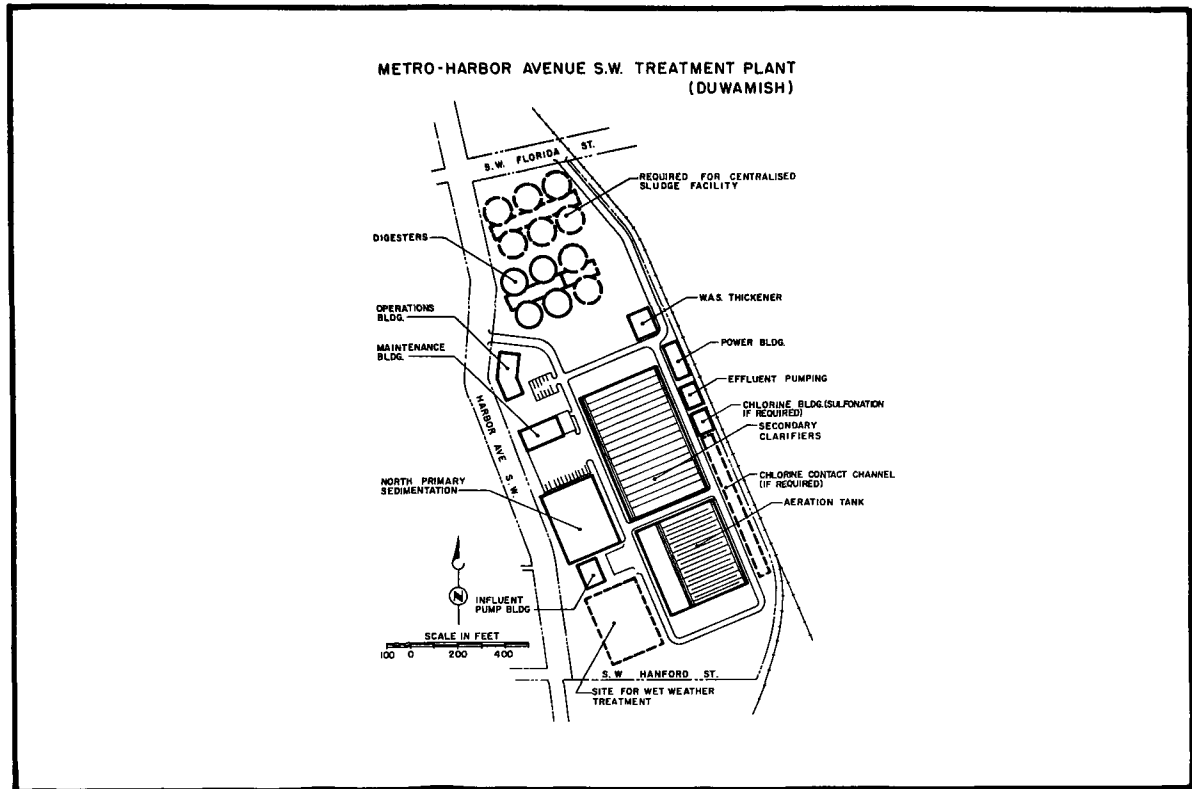 METRO-HARBOR AVENUE S.W. TREATMENT PLANT
(DUWAMISH)
S.W. FLORIDA ST.
REQUIRED FOR CENTRALISED
SLUDGE FACILITY
DIGESTERS
W.A.S. THICKENER
OPERATIONS
BLDG.
POWER BLDG.
MAINTENANCE
BLDG.
EFFLUENT PUMPING
CHLORINE BLDG.(SULFONATION
IF REQUIRED)
HARBOR AVE S.W.
SECONDARY
CLARIFIERS
NORTH PRIMARY
SEDIMENTATION
CHLORINE CONTACT CHANNEL
(IF REQUIRED)
AERATION TANK
N
INFLUENT
PUMP BLDG
SCALE IN FEET
100 0 200 400
S.W HANFORD ST.
SITE FOR WET WEATHER
TREATMENT